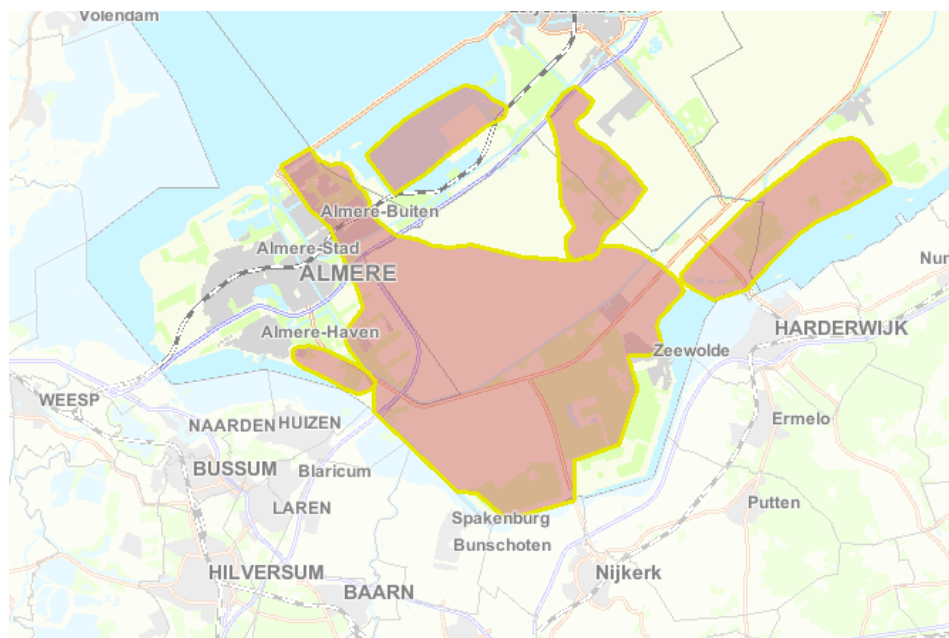 Volendam
Almere-Buiten
Almere-Stad
ALMERE
Almere-Haven
HARDERWIJK
Zeewolde
WEESP
NAARDEN
HUIZEN
Ermelo
BUSSUM
Blaricum
LAREN
Putten
Spakenburg
Bunschoten
HILVERSUM
Nijkerk
BAARN